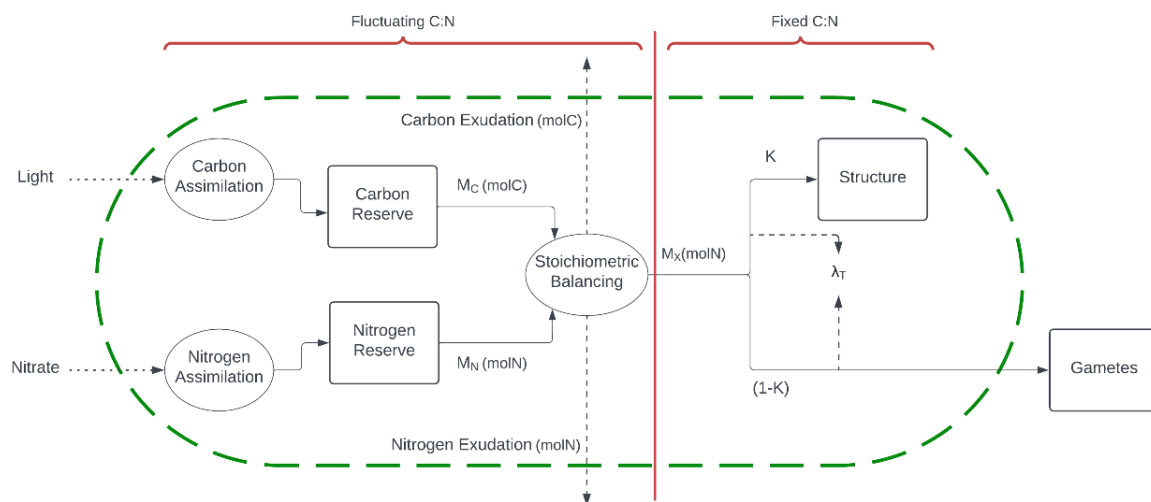 Fluctuating C:N
Fixed C:N
Carbon Exudation (molC)
Light
Carbon
Assimilation
Carbon
Reserve
M_C (molC)
K
Structure
Stoichiometric
Balancing
M_X(molN)
λ_T
Nitrate
Nitrogen
Assimilation
Nitrogen
Reserve
M_N (molN)
(1-K)
Gametes
Nitrogen Exudation (molN)